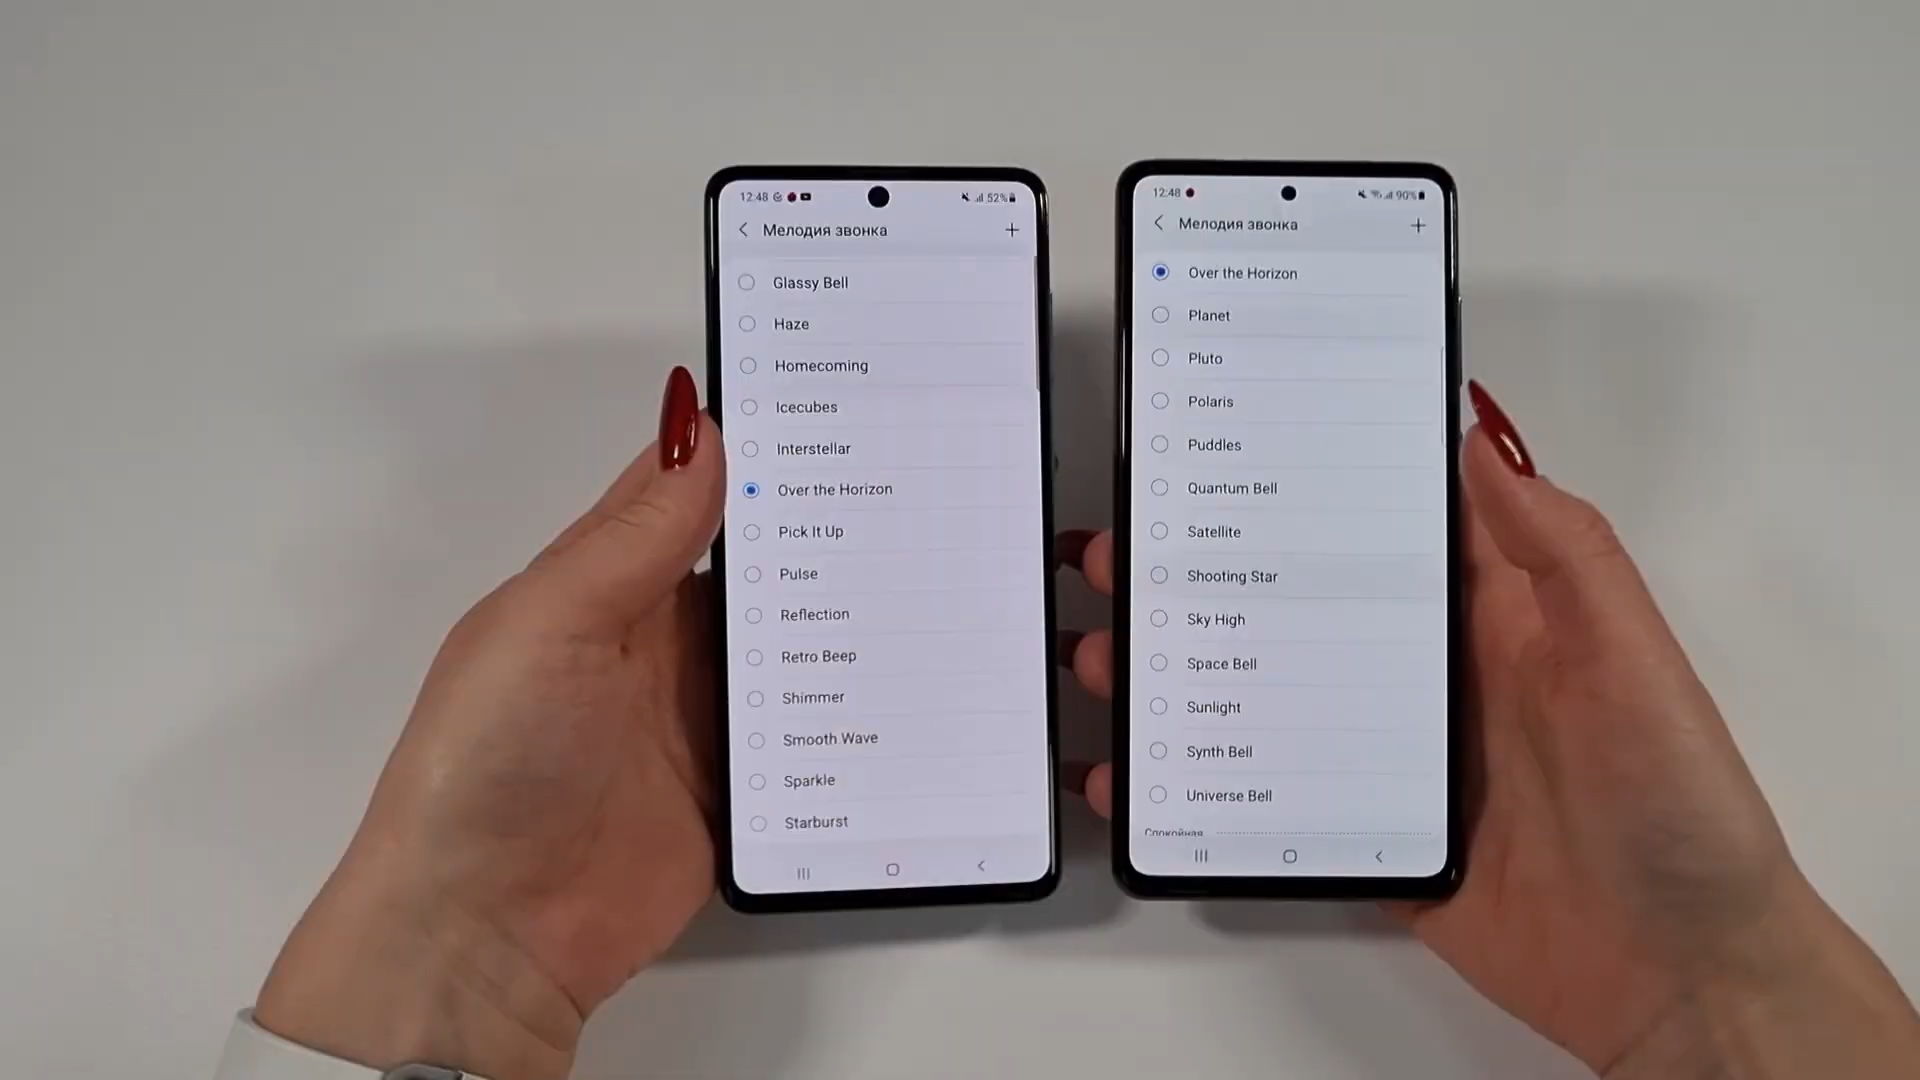 12:48
52%
Мелодия звонка
Glassy Bell
Haze
Homecoming
Icecubes
Interstellar
Over the Horizon
Pick It Up
Pulse
Reflection
Retro Beep
Shimmer
Smooth Wave
Sparkle
Starburst
12:48
90%
Мелодия звонка
Over the Horizon
Planet
Pluto
Polaris
Puddles
Quantum Bell
Satellite
Shooting Star
Sky High
Space Bell
Sunlight
Synth Bell
Universe Bell
Спокойная